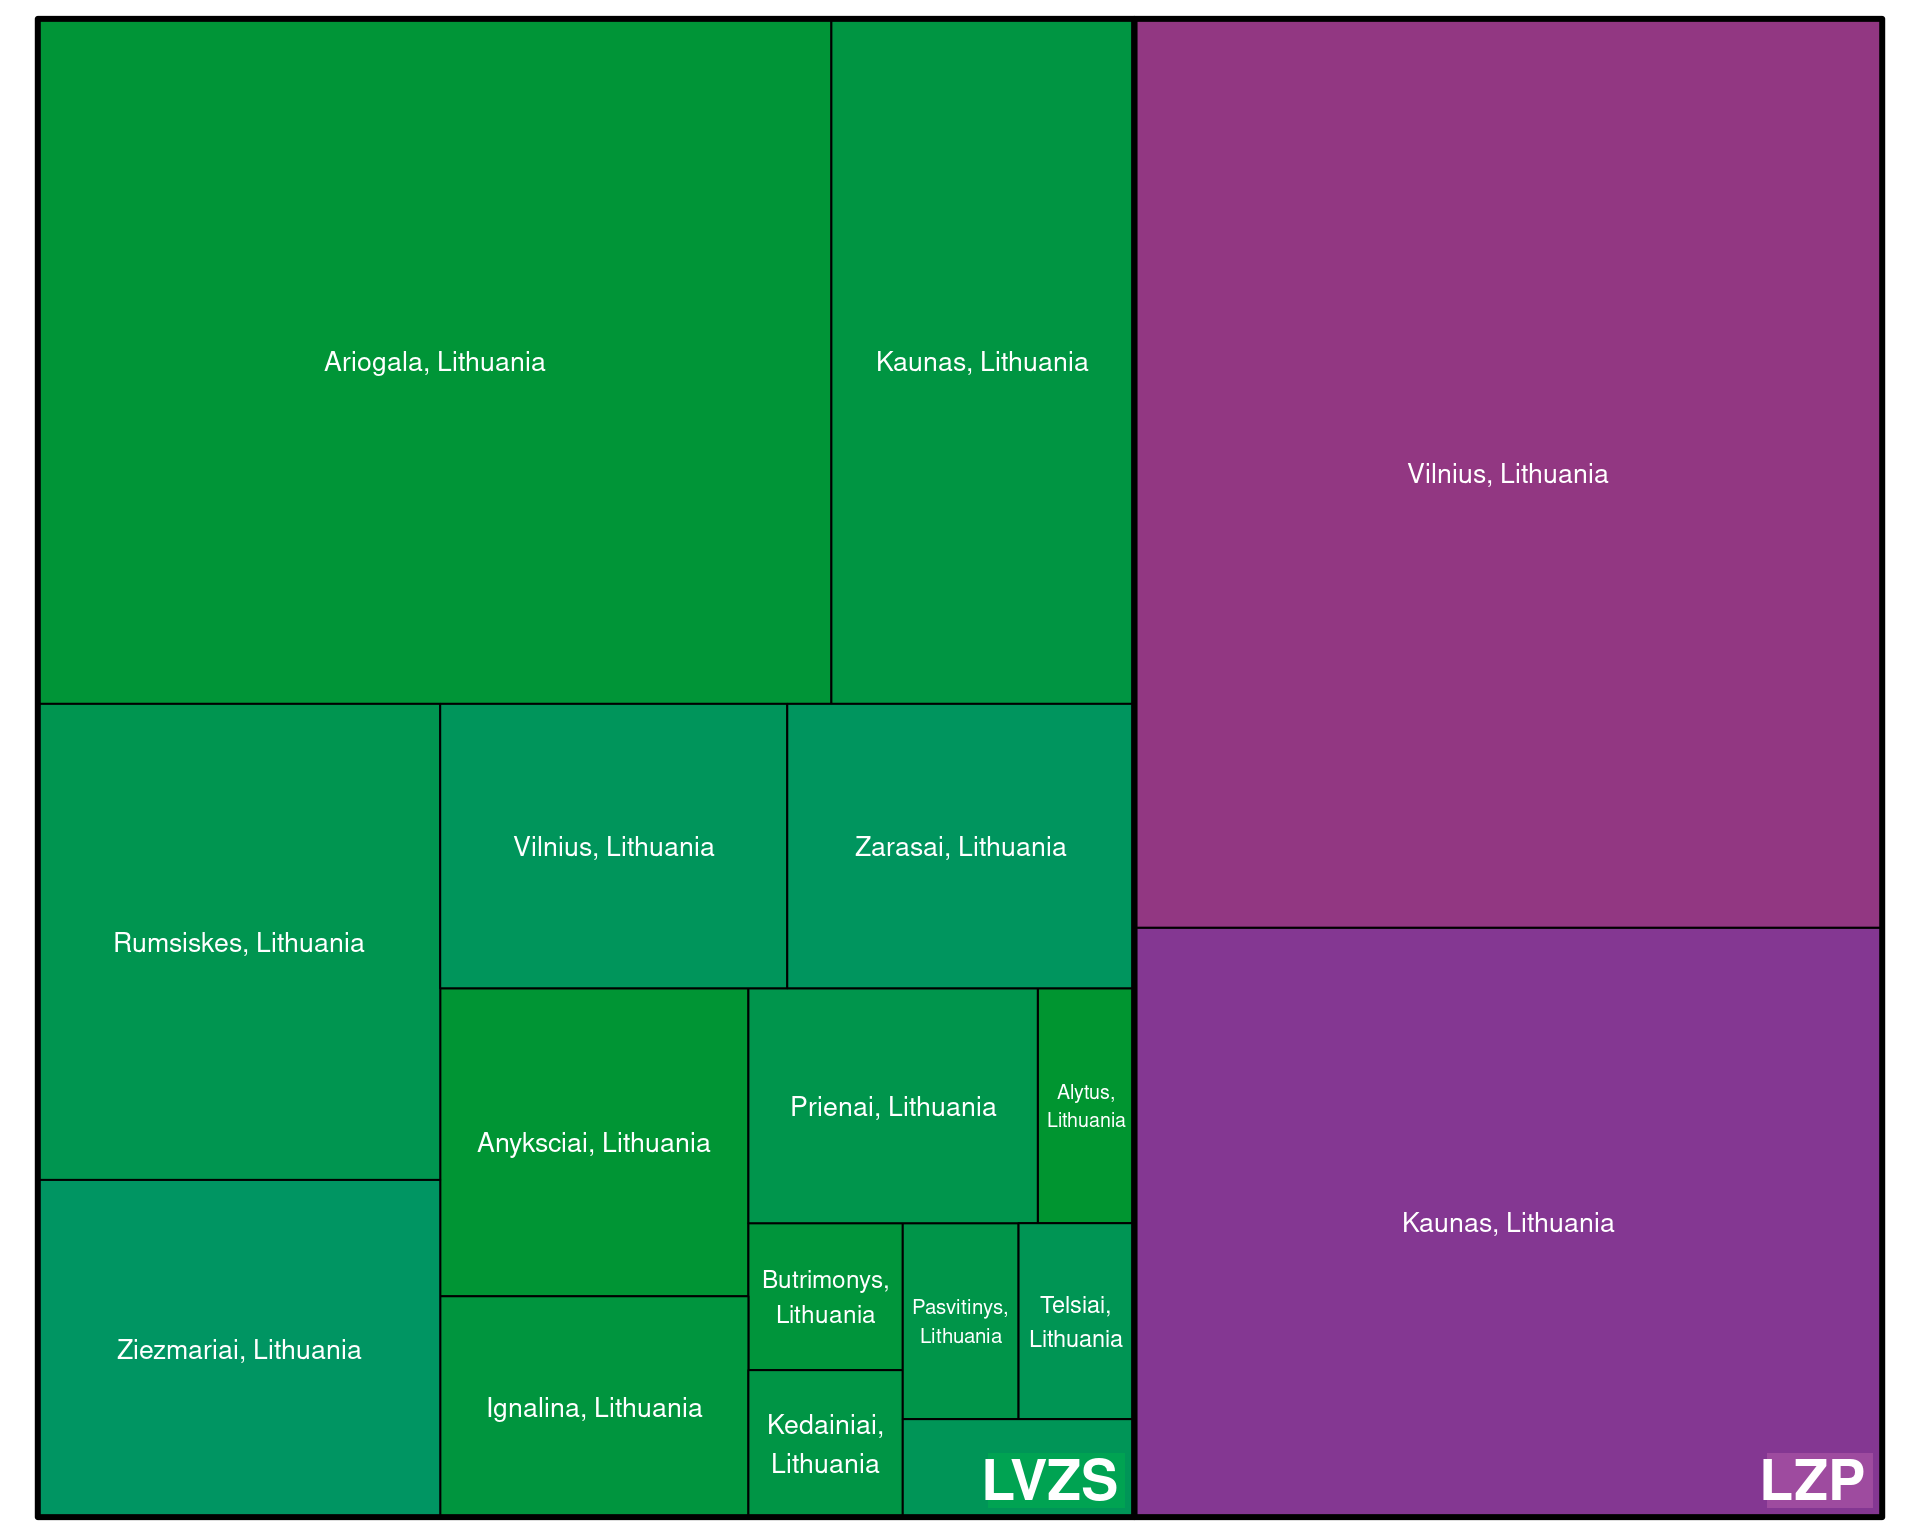 Ariogala, Lithuania
Kaunas, Lithuania
Vilnius, Lithuania
Rumsiskes, Lithuania
Vilnius, Lithuania
Zarasai, Lithuania
Anyksciai, Lithuania
Prienai, Lithuania
Alytus,
Lithuania
Ziezmariai, Lithuania
Ignalina, Lithuania
Butrimonys,
Lithuania
Pasvitinys,
Lithuania
Telsiai,
Lithuania
Kedainiai,
Lithuania
Kaunas, Lithuania
LVZS
LZP